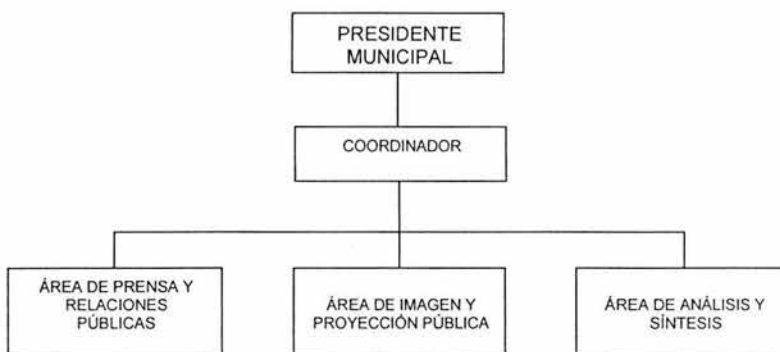 PRESIDENTE
MUNICIPAL
COORDINADOR
ÁREA DE PRENSA Y
RELACIONES
PÚBLICAS
ÁREA DE IMAGEN Y
PROYECCIÓN PÚBLICA
ÁREA DE ANÁLISIS Y
SÍNTESIS